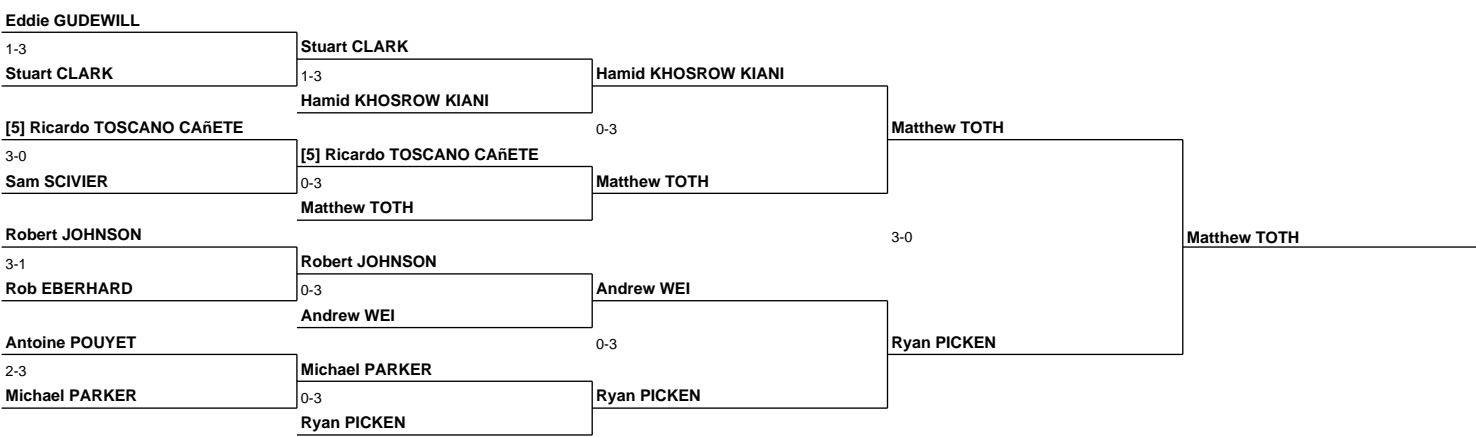 Eddie GUDEWILL
1-3
Stuart CLARK
Stuart CLARK
1-3
Hamid KHOSROW KIANI
Hamid KHOSROW KIANI
[5] Ricardo TOSCANO CAñETE
3-0
Sam SCIVIER
[5] Ricardo TOSCANO CAñETE
0-3
Matthew TOTH
0-3
Matthew TOTH
Matthew TOTH
Robert JOHNSON
3-1
Rob EBERHARD
Robert JOHNSON
0-3
Andrew WEI
Andrew WEI
Antoine POUYET
2-3
Michael PARKER
Michael PARKER
0-3
Ryan PICKEN
0-3
Ryan PICKEN
Ryan PICKEN
3-0
Matthew TOTH